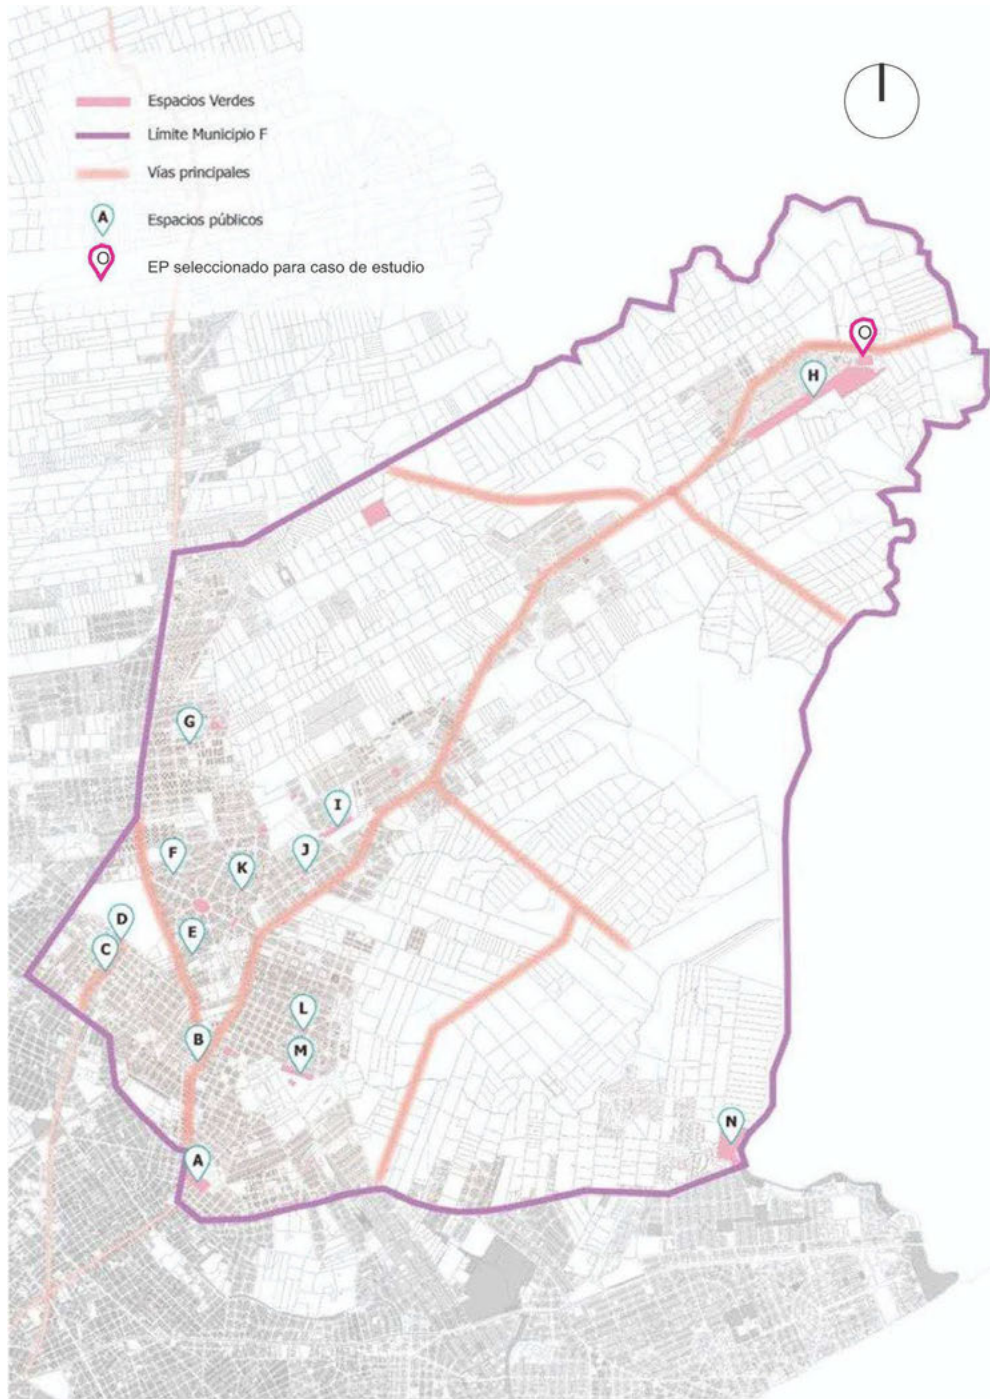 Espacios Verdes
Límite Municipio F
Vías principales
A Espacios públicos
O EP seleccionado para caso de estudio
O
H
G
I
J
F
K
D
E
C
L
B
M
N
A